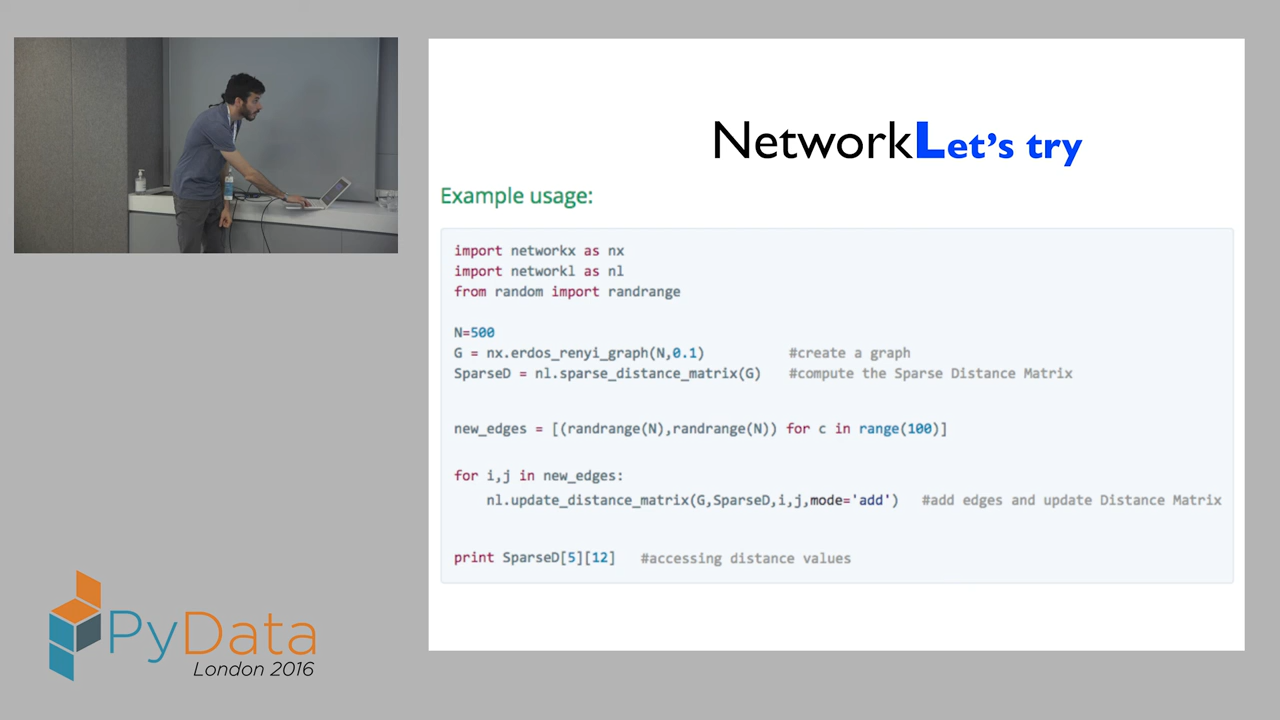 NetworkLet's try
Example usage:
import networkx as nx
import networkl as nl
from random import randrange
N=500
G = nx.erdos_renyi_graph(N,0.1) #create a graph
SparseD = nl.sparse_distance_matrix(G) #compute the Sparse Distance Matrix
new_edges = [(randrange(N),randrange(N)) for c in range(100)]
for i,j in new_edges:
nl.update_distance_matrix(G,SparseD,i,j,mode='add') #add edges and update Distance Matrix
print SparseD[5][12] #accessing distance values
PyData
London 2016